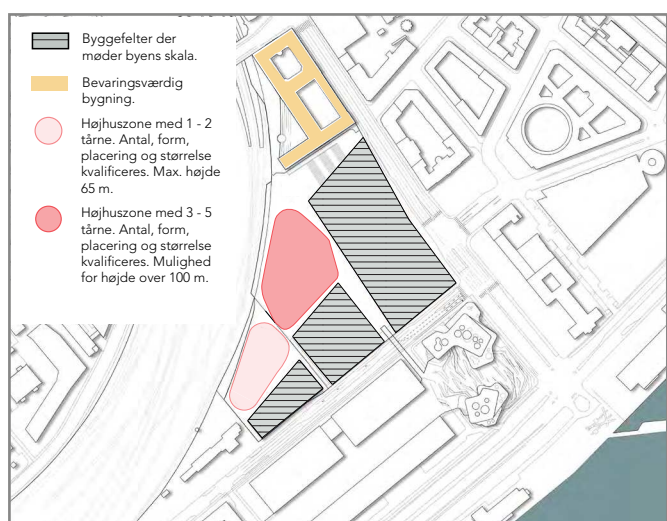 Byggefelter der
møder byens skala.
Bevaringsværdig
bygning.
Højhuszone med 1 - 2
tårne. Antal, form,
placering og størrelse
kvalificeres. Max. højde
65 m.
Højhuszone med 3 - 5
tårne. Antal, form,
placering og størrelse
kvalificeres. Mulighed
for højde over 100 m.